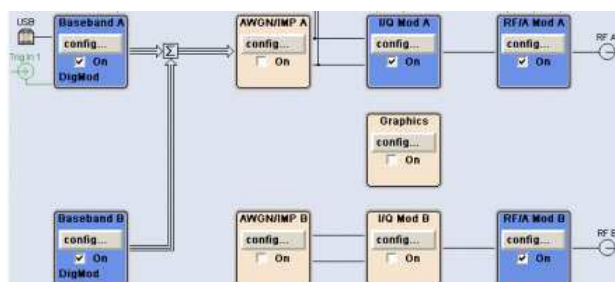 USB
Baseband A
AWGN/IMP A
I/Q Mod A
RF/A Mod A
config...
config...
config...
config...
RF A
Trig In 1
On
On
On
On
DigMod
Graphics
config...
On
Baseband B
AWGN/IMP B
I/Q Mod B
RF/A Mod B
config...
config...
config...
config...
RF B
On
On
On
On
DigMod